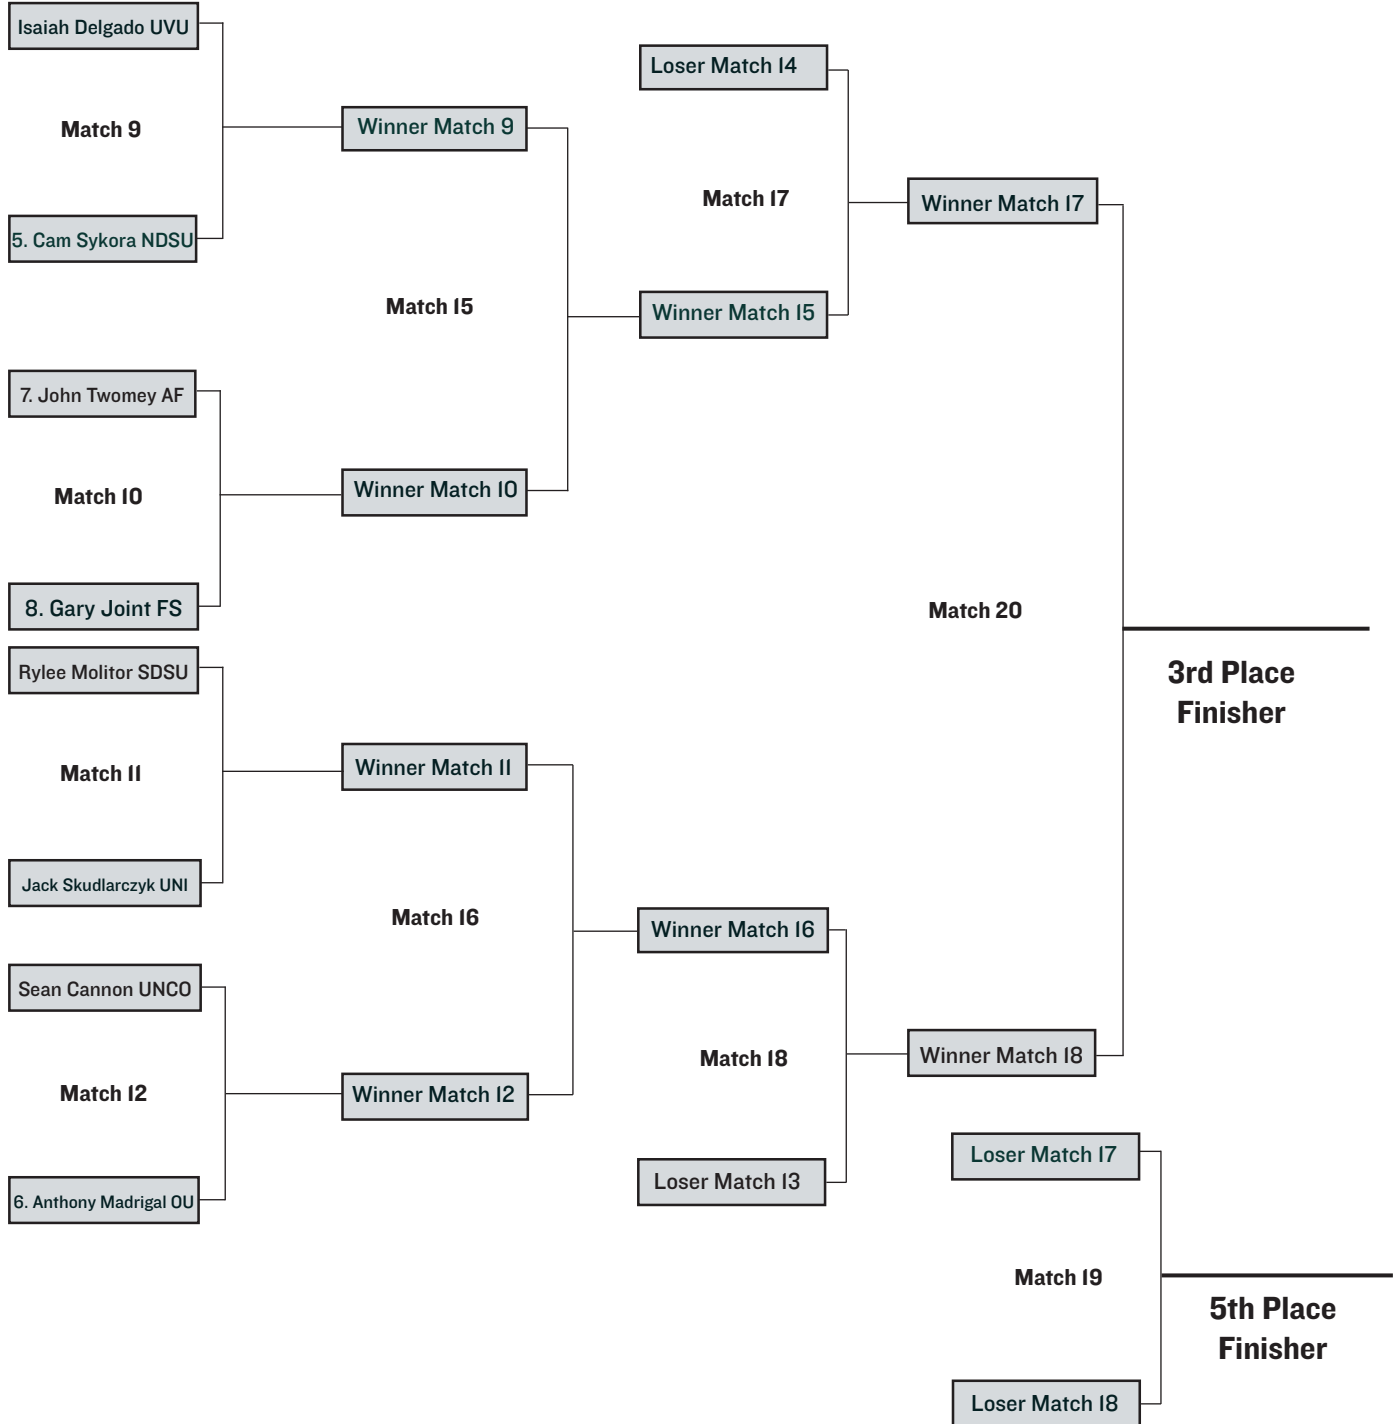 Isaiah Delgado UVU
Match 9
5. Cam Sykora NDSU
7. John Twomey AF
Match 10
8. Gary Joint FS
Rylee Molitor SDSU
Match 11
Jack Skudlarczyk UNI
Sean Cannon UNCO
Match 12
6. Anthony Madrigal OU
Winner Match 9
Match 15
Winner Match 10
Winner Match 11
Match 16
Winner Match 12
Loser Match 14
Match 17
Winner Match 15
Winner Match 16
Match 18
Loser Match 13
Winner Match 17
Match 20
Winner Match 18
3rd Place
Finisher
Loser Match 17
Match 19
Loser Match 18
5th Place
Finisher